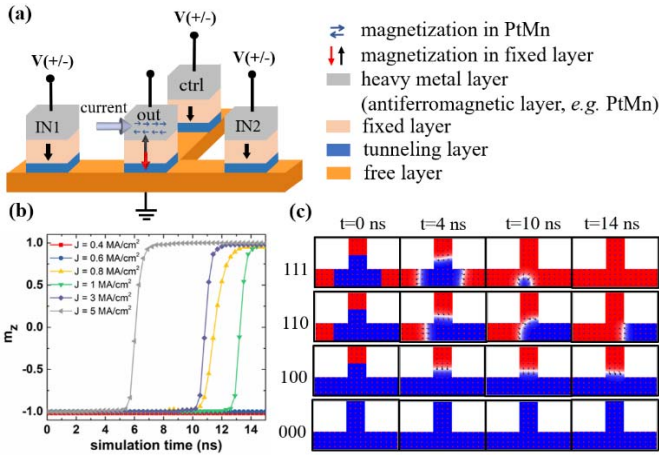 (a)
V(+/-)
V(+/-)
V(+/-)
ctrl
current
out
IN1
IN2
magnetization in PtMn
magnetization in fixed layer
heavy metal layer
(antiferromagnetic layer, e.g. PtMn)
fixed layer
tunneling layer
free layer
(b)
J = 0.4 MA/cm²
J = 0.6 MA/cm²
J = 0.8 MA/cm²
J = 1 MA/cm²
J = 3 MA/cm²
J = 5 MA/cm²
1.0
0.5
0.0
-0.5
-1.0
mz
0 2 4 6 8 10 12 14
simulation time (ns)
(c)
t=0 ns t=4 ns t=10 ns t=14 ns
111
110
100
000